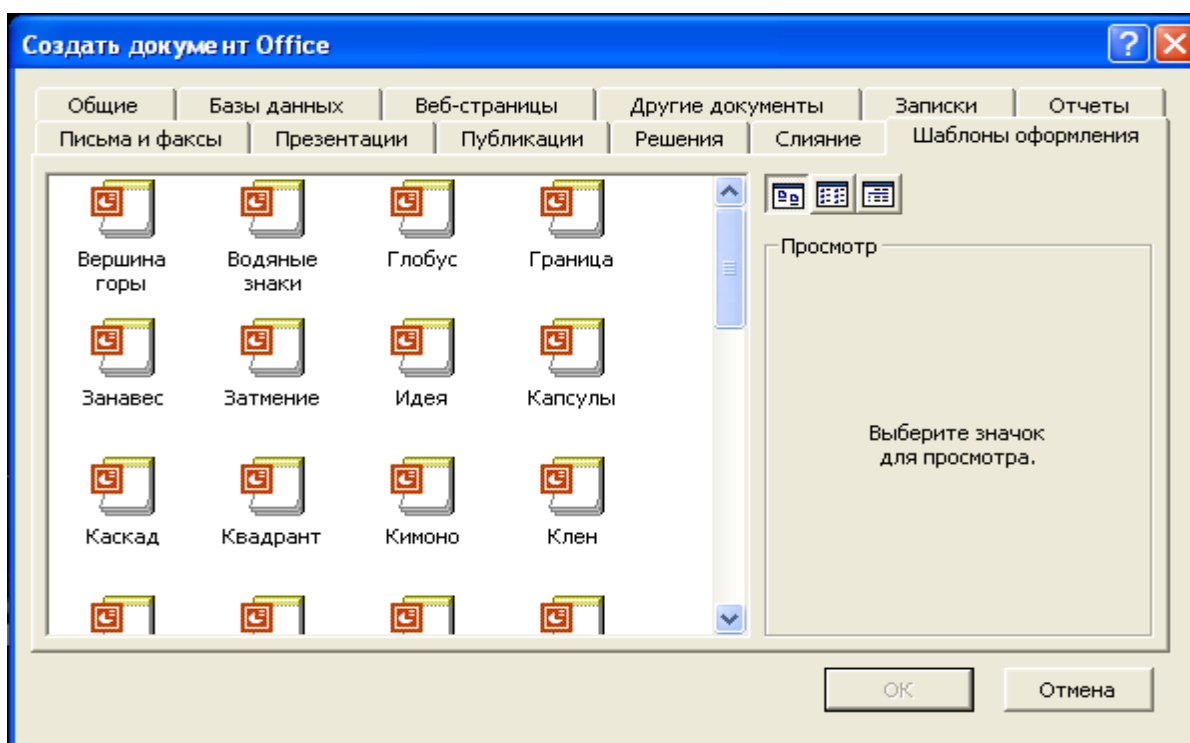 Создать документ Office
Общие Базы данных Веб-страницы Другие документы Записки Отчеты
Письма и факсы Презентации Публикации Решения Слияние Шаблоны оформления
Вершина горы
Водяные знаки
Глобус
Граница
Занавес
Затмение
Идея
Капсулы
Каскад
Квадрант
Кимоно
Клен
Просмотр
Выберите значок
для просмотра.
ОК
Отмена